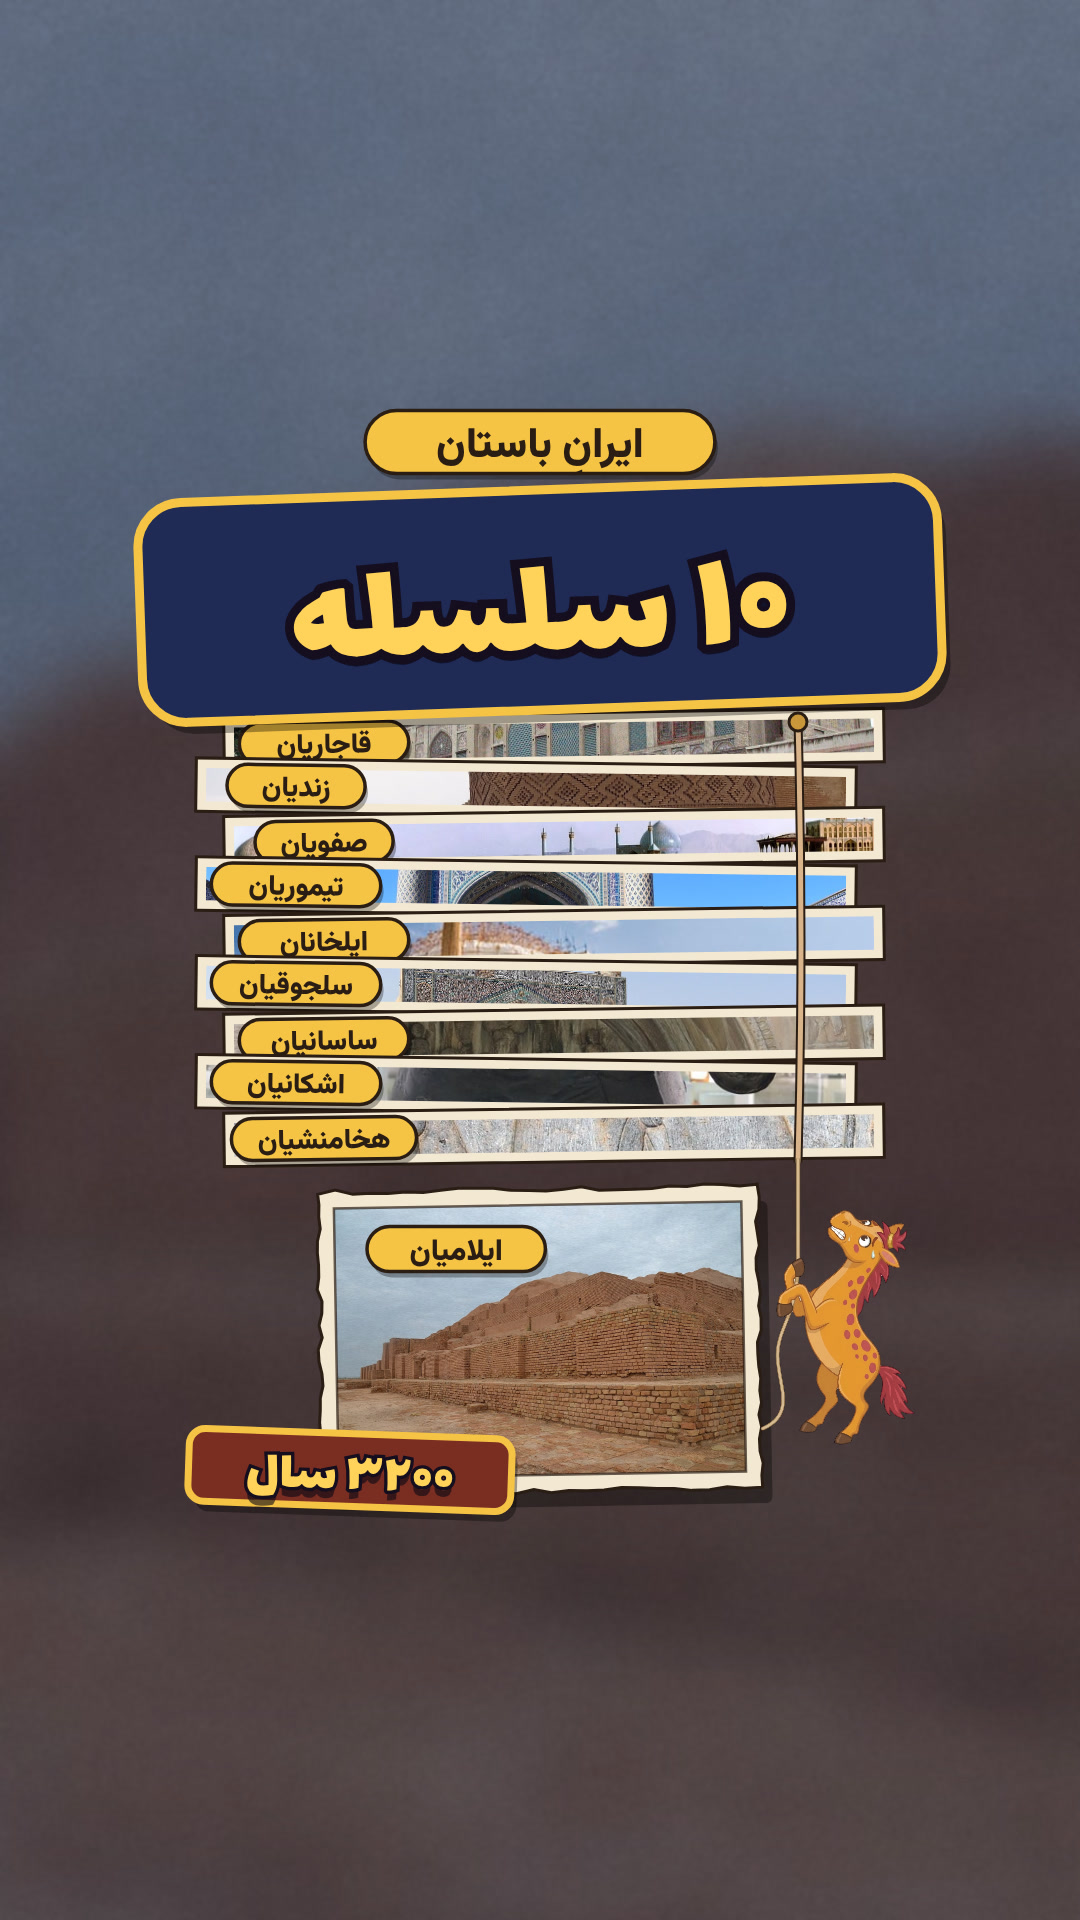 ایرانِ باستان
۱۰ سلسله
قاجاریان
زندیان
صفویان
تیموریان
ایلخانان
سلجوقیان
ساسانیان
اشکانیان
هخامنشیان
ایلامیان
۳۲۰۰ سال